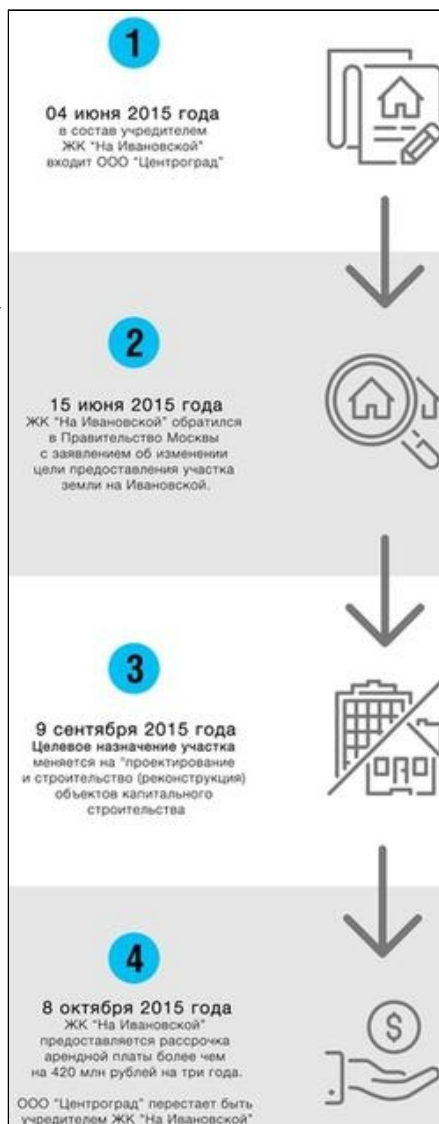 1
04 июня 2015 года
в состав учредителем
ЖК "На Ивановской"
входит ООО "Центроград"
2
15 июня 2015 года
ЖК "На Ивановской" обратился
в Правительство Москвы
с заявлением об изменении
цели предоставления участка
земли на Ивановской.
3
9 сентября 2015 года
Целевое назначение участка
меняется на "проектирование
и строительство (реконструкция)
объектов капитального
строительства
4
8 октября 2015 года
ЖК "На Ивановской"
предоставляется рассрочка
арендной платы более чем
на 420 млн рублей на три года.
ООО "Центроград" перестает быть
учредителем ЖК "На Ивановской"
$